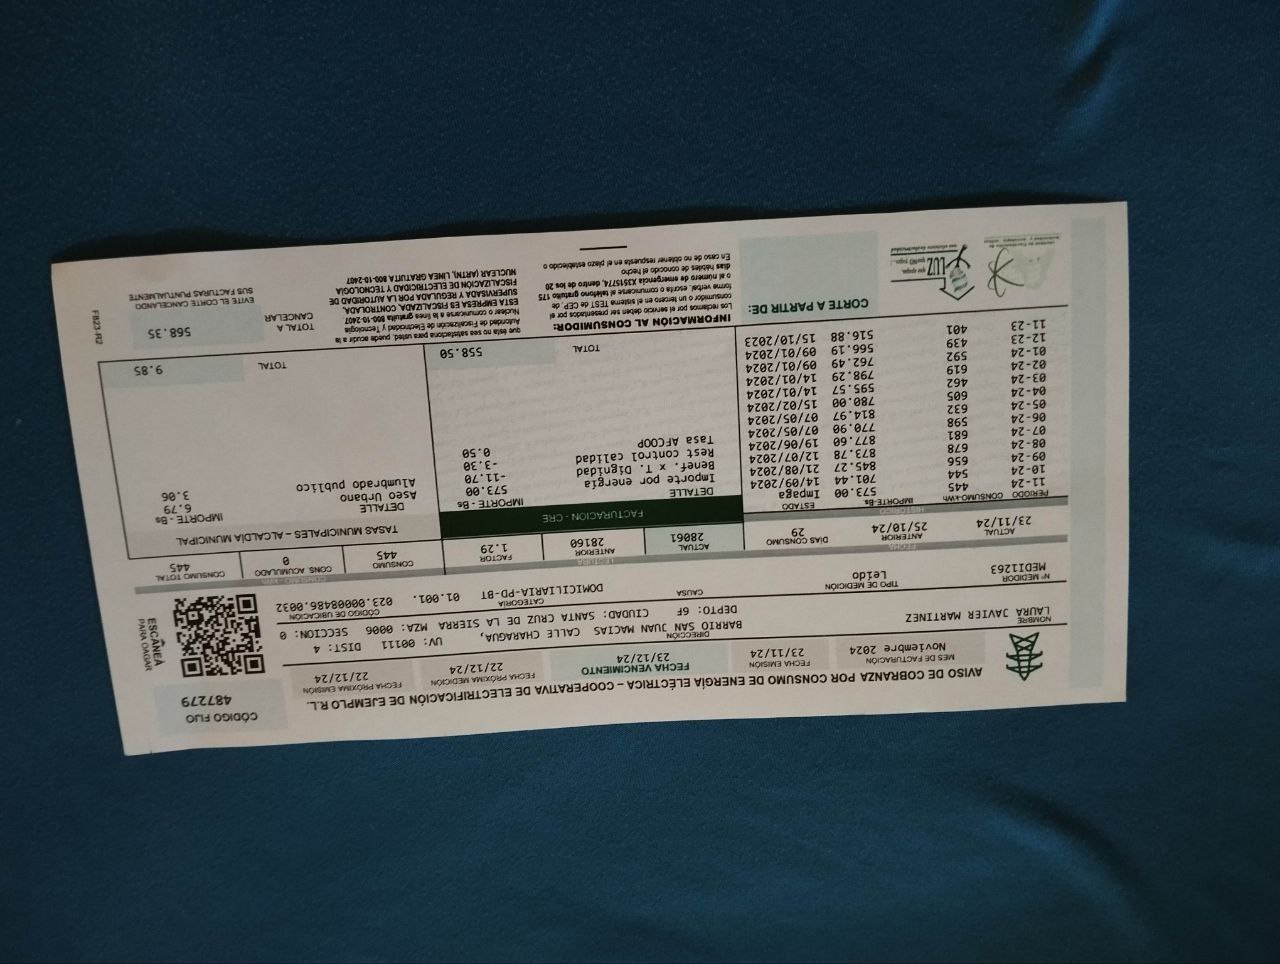 AVISO DE COBRANZA POR CONSUMO DE ENERGÍA ELÉCTRICA – COOPERATIVA DE ELECTRIFICACIÓN DE EJEMPLO R.L.
CÓDIGO FIJO
487279
MES DE FACTURACIÓN
Noviembre 2024
FECHA EMISIÓN
23/11/24
FECHA VENCIMIENTO
23/12/24
FECHA PRÓXIMA MEDICIÓN
22/12/24
FECHA PRÓXIMA EMISIÓN
22/12/24
ESCANEÁ
PARA PAGAR
NOMBRE
LAURA JAVIER MARTINEZ
DIRECCIÓN
BARRIO SAN JUAN MACIAS CALLE CHARAGUA, UV: 00111 DIST: 4
DEPTO: 6F CIUDAD: SANTA CRUZ DE LA SIERRA MZA: 0006 SECCION: 0
Nº MEDIDOR
MED11263
TIPO DE MEDICIÓN
Leído
CAUSA
CATEGORÍA
DOMICILIARIA-PD-BT
CÓDIGO DE UBICACIÓN
01.001. 023.00008486.0032
FECHA
ACTUAL
23/11/24
ANTERIOR
25/10/24
DÍAS CONSUMO
29
LECTURA
ACTUAL
28061
ANTERIOR
28160
FACTOR
1.29
CONSUMO - kWh
CONSUMO
445
CONS. ACUMULADO
0
CONSUMO TOTAL
445
HISTÓRICO
PERIODO CONSUMO-kWh IMPORTE-Bs ESTADO
11-24 445 573.00 Impaga
10-24 544 701.44 14/09/2024
09-24 656 845.27 21/08/2024
08-24 678 873.78 12/07/2024
07-24 681 877.60 19/06/2024
06-24 598 770.90 07/05/2024
05-24 632 814.97 07/05/2024
04-24 605 780.00 15/02/2024
03-24 462 595.57 14/01/2024
02-24 619 798.29 14/01/2024
01-24 592 762.49 09/01/2024
12-23 439 566.19 09/01/2024
11-23 401 516.88 15/10/2023
FACTURACION - CRE
DETALLE IMPORTE - Bs
Importe por energía 573.00
Benef. x T. Dignidad -11.70
Rest control calidad -3.30
Tasa AFCOOP 0.50
TOTAL 558.50
TASAS MUNICIPALES – ALCALDÍA MUNICIPAL
DETALLE IMPORTE - Bs
Aseo Urbano 6.79
Alumbrado publico 3.06
TOTAL 9.85
CORTE A PARTIR DE:
LUZ
INFORMACION AL CONSUMIDOR:
Los reclamos por el servicio deben ser presentados por el
consumidor o un tercero en el sistema TEST de CEP, de
forma verbal, escrita o comunicarse al teléfono gratuito 175
o al número de emergencia X3515774, dentro de los 20
días hábiles de conocido el hecho
En caso de no obtener respuesta en el plazo establecido o
que ésta no sea satisfactoria para usted, puede acudir a la
Autoridad de Fiscalización de Electricidad y Tecnología
Nuclear o comunicarse a la línea gratuita 800-10-2407
ESTA EMPRESA ES FISCALIZADA, CONTROLADA,
SUPERVISADA Y REGULADA POR LA AUTORIDAD DE
FISCALIZACIÓN DE ELECTRICIDAD Y TECNOLOGÍA
NUCLEAR (AETN), LINEA GRATUITA 800-10-2407
TOTAL A
CANCELAR
568.35
EVITE EL CORTE CANCELANDO
SUS FACTURAS PUNTUALMENTE
F823-R2